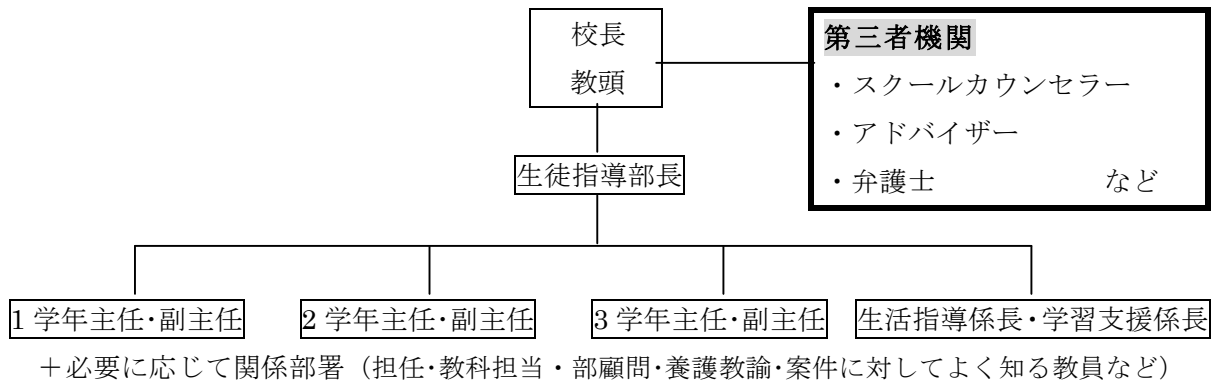 校長
教頭
第三者機関
・スクールカウンセラー
・アドバイザー
・弁護士 など
生徒指導部長
1 学年主任・副主任
2 学年主任・副主任
3 学年主任・副主任
生活指導係長・学習支援係長
＋必要に応じて関係部署（担任・教科担当・部顧問・養護教諭・案件に対してよく知る教員など）